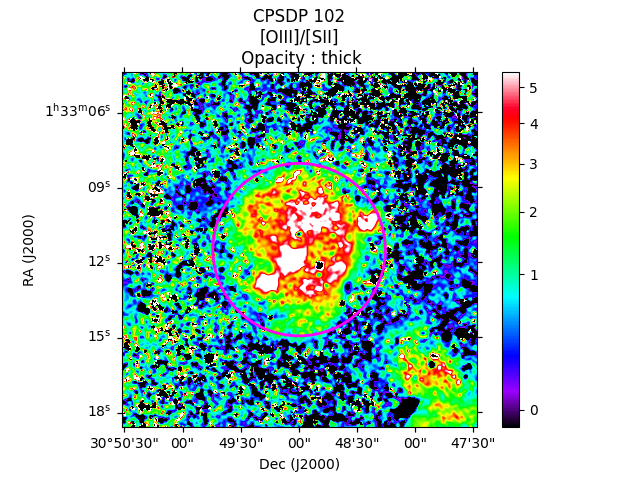 CPSDP 102
[OIII]/[SII]
Opacity : thick
1ʰ33ᵐ06ˢ
09ˢ
12ˢ
15ˢ
18ˢ
RA (J2000)
30°50'30" 00" 49'30" 00" 48'30" 00" 47'30"
Dec (J2000)
5
4
3
2
1
0